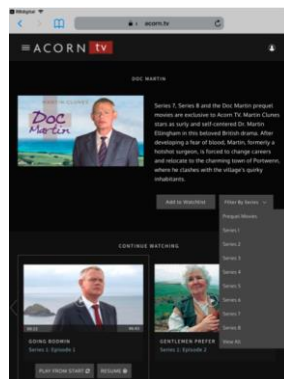 acorn.tv
ACORN tv
DOC MARTIN
MARTIN CLUNES
Doc
Martin
Series 7, Series 8 and the Doc Martin prequel
movies are exclusive to Acorn TV. Martin Clunes
stars as surly and self-centered Dr. Martin
Ellingham in this beloved British drama. After
developing a fear of blood, Martin, formerly a
hotshot surgeon, is forced to change careers
and relocate to the charming town of Portwenn,
where he clashes with the village's quirky
inhabitants.
Add to Watchlist
Filter By Series
Prequel Movies
Series 1
Series 2
Series 3
Series 4
Series 5
Series 6
Series 7
Series 8
View All
CONTINUE WATCHING
GOING BODMIN
Series 1: Episode 1
PLAY FROM START
RESUME
GENTLEMEN PREFER
Series 1: Episode 2